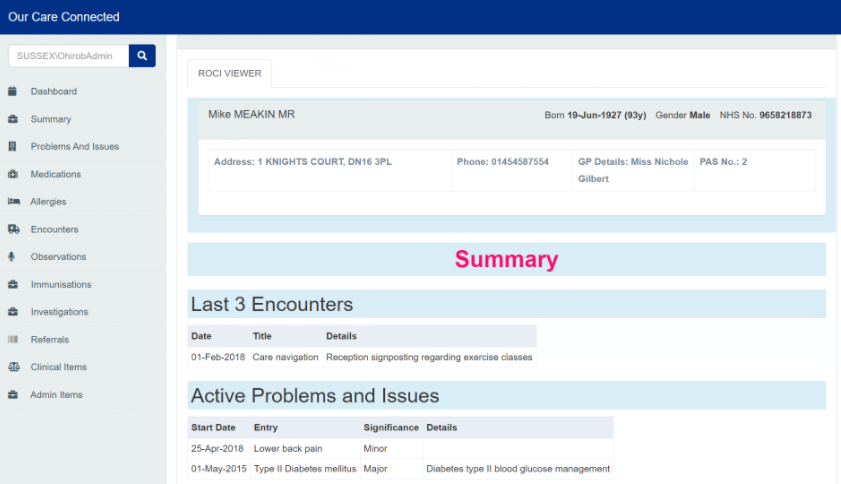 Our Care Connected
SUSSEX\OhirobAdmin
Dashboard
Summary
Problems And Issues
Medications
Allergies
Encounters
Observations
Immunisations
Investigations
Referrals
Clinical Items
Admin Items
ROCI VIEWER
Mike MEAKIN MR Born 19-Jun-1927 (93y) Gender Male NHS No. 9658218873
Address: 1 KNIGHTS COURT, DN16 3PL Phone: 01454587554 GP Details: Miss Nichole PAS No.: 2
Gilbert
Summary
Last 3 Encounters
Date Title Details
01-Feb-2018 Care navigation Reception signposting regarding exercise classes
Active Problems and Issues
Start Date Entry Significance Details
25-Apr-2018 Lower back pain Minor
01-May-2015 Type II Diabetes mellitus Major Diabetes type II blood glucose management